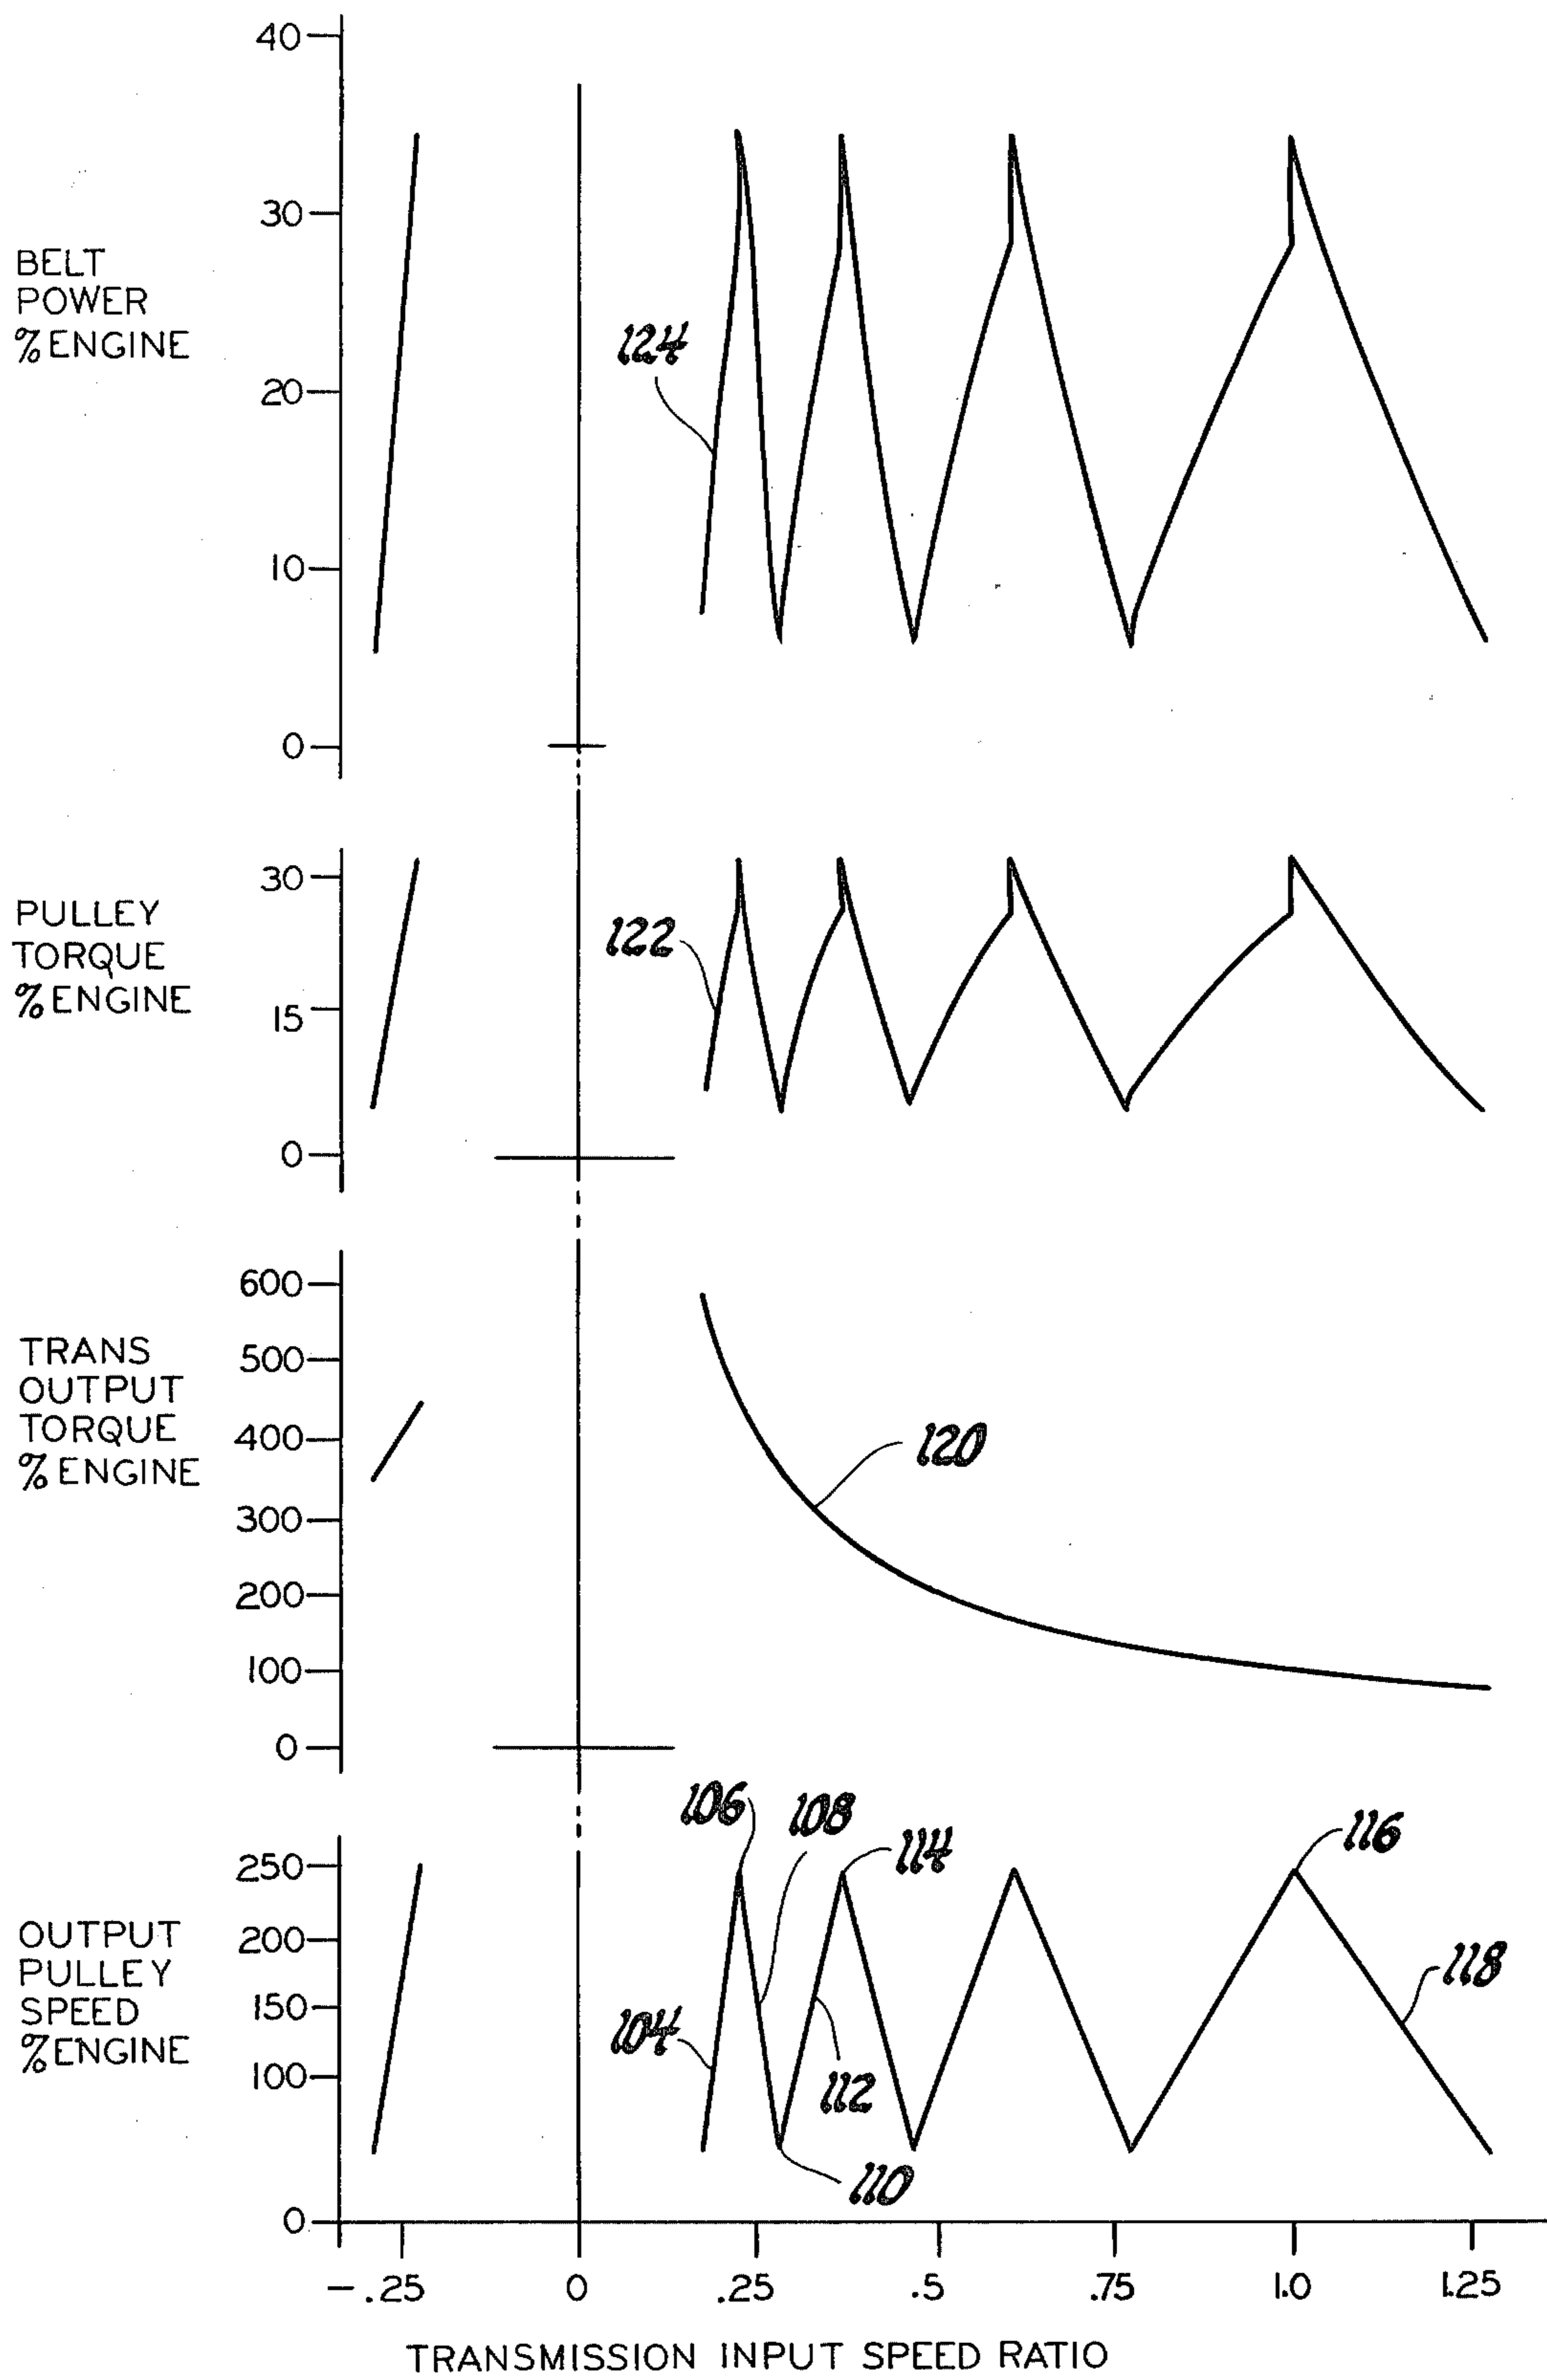 40
30
20
10
0
BELT
POWER
% ENGINE
124
30
15
0
PULLEY
TORQUE
% ENGINE
122
600
500
400
300
200
100
0
TRANS
OUTPUT
TORQUE
% ENGINE
120
250
200
150
100
0
OUTPUT
PULLEY
SPEED
% ENGINE
106
108
114
116
104
112
110
118
-.25
0
.25
.5
.75
1.0
1.25
TRANSMISSION INPUT SPEED RATIO